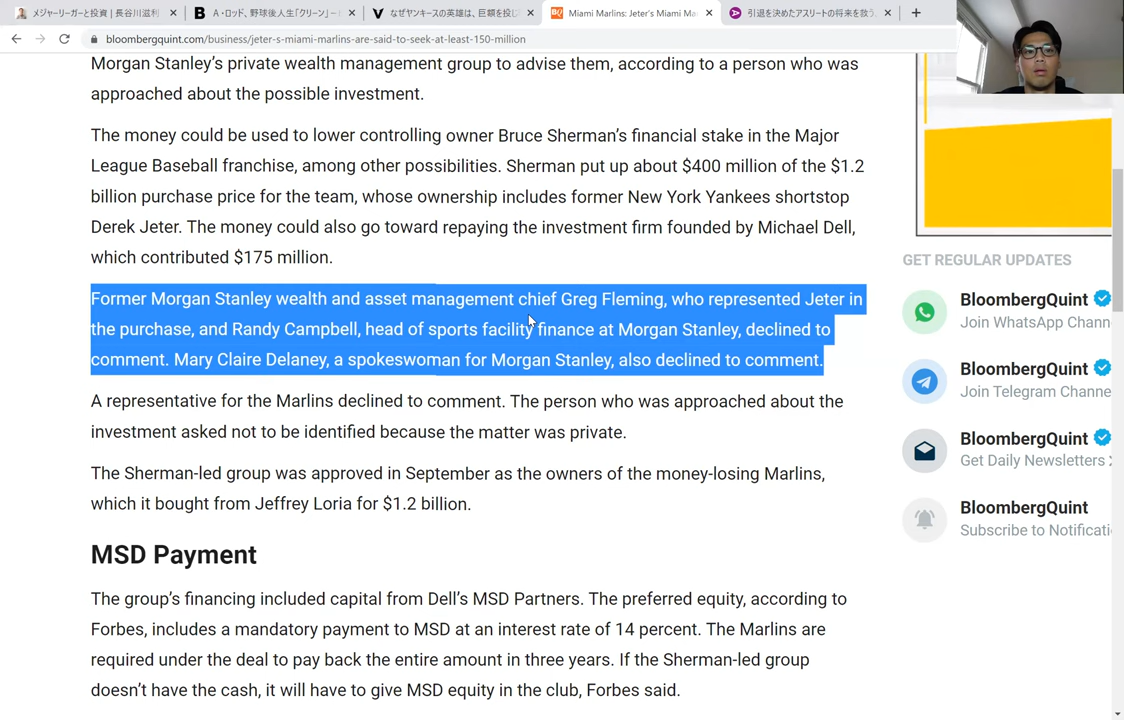 メジャーリーガーと投資 | 長谷川滋利
A・ロッド、野球後人生「クリーン」ー
なぜヤンキースの英雄は、巨額を投じ
Miami Marlins: Jeter's Miami Ma
引退を決めたアスリートの将来を救う
bloombergquint.com/business/jeter-s-miami-marlins-are-said-to-seek-at-least-150-million
Morgan Stanley's private wealth management group to advise them, according to a person who was
approached about the possible investment.
The money could be used to lower controlling owner Bruce Sherman's financial stake in the Major
League Baseball franchise, among other possibilities. Sherman put up about $400 million of the $1.2
billion purchase price for the team, whose ownership includes former New York Yankees shortstop
Derek Jeter. The money could also go toward repaying the investment firm founded by Michael Dell,
which contributed $175 million.
Former Morgan Stanley wealth and asset management chief Greg Fleming, who represented Jeter in
the purchase, and Randy Campbell, head of sports facility finance at Morgan Stanley, declined to
comment. Mary Claire Delaney, a spokeswoman for Morgan Stanley, also declined to comment.
A representative for the Marlins declined to comment. The person who was approached about the
investment asked not to be identified because the matter was private.
The Sherman-led group was approved in September as the owners of the money-losing Marlins,
which it bought from Jeffrey Loria for $1.2 billion.
MSD Payment
The group's financing included capital from Dell's MSD Partners. The preferred equity, according to
Forbes, includes a mandatory payment to MSD at an interest rate of 14 percent. The Marlins are
required under the deal to pay back the entire amount in three years. If the Sherman-led group
doesn't have the cash, it will have to give MSD equity in the club, Forbes said.
GET REGULAR UPDATES
BloombergQuint
Join WhatsApp Chann
BloombergQuint
Join Telegram Channe
BloombergQuint
Get Daily Newsletters
BloombergQuint
Subscribe to Notificati